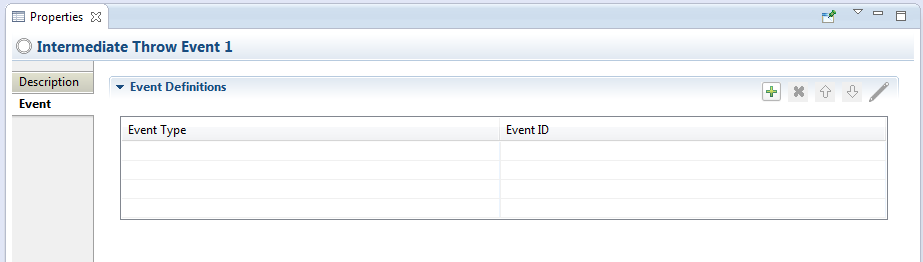 Properties
Intermediate Throw Event 1
Description
Event
Event Definitions
Event Type Event ID